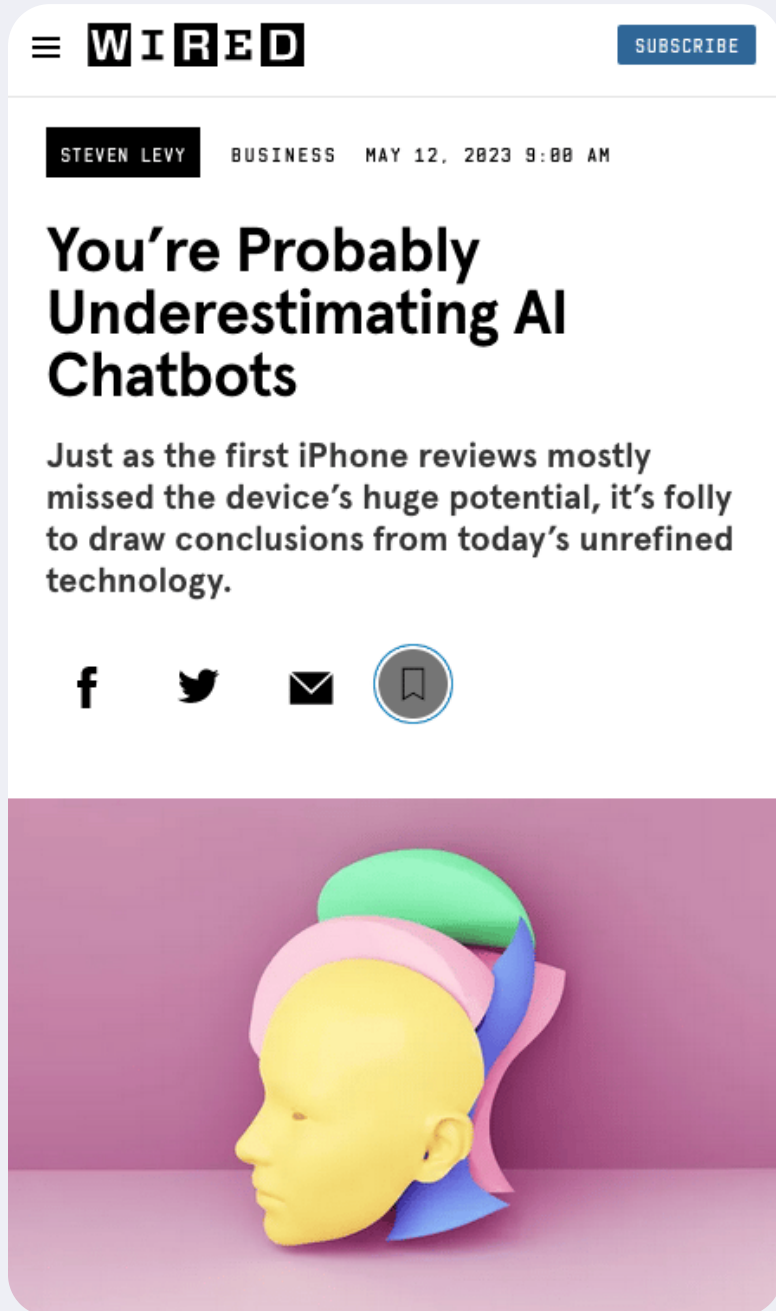 WIRED
SUBSCRIBE
STEVEN LEVY
BUSINESS
MAY 12, 2023 9:00 AM
You’re Probably
Underestimating AI
Chatbots
Just as the first iPhone reviews mostly
missed the device’s huge potential, it’s folly
to draw conclusions from today’s unrefined
technology.